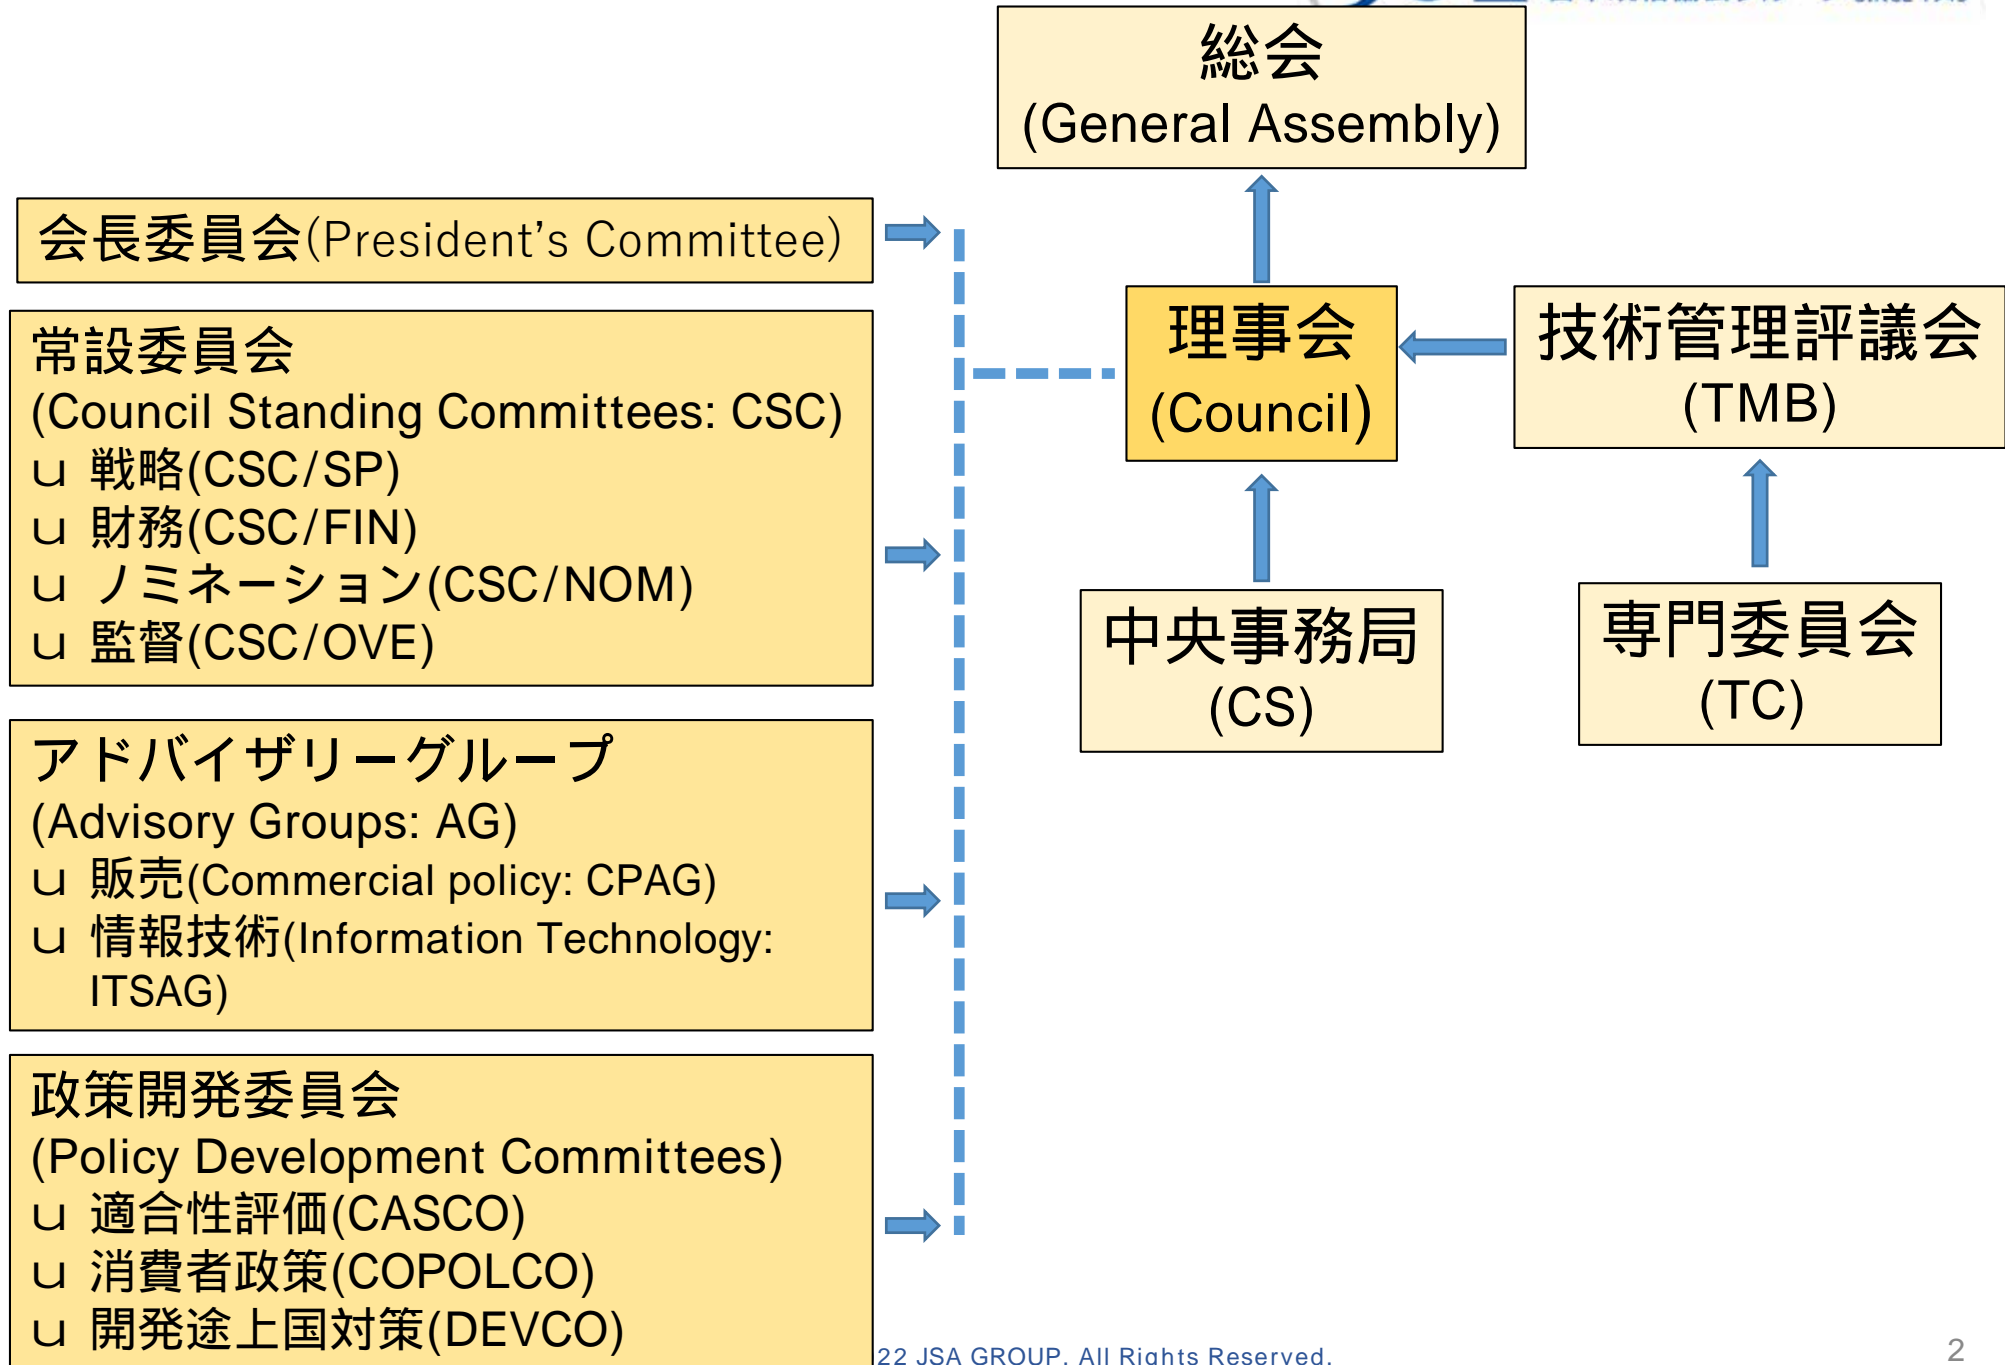 総会
(General Assembly)
会長委員会(President’s Committee)
常設委員会
(Council Standing Committees: CSC)
u 戦略(CSC/SP)
u 財務(CSC/FIN)
u ノミネーション(CSC/NOM)
u 監督(CSC/OVE)
理事会
(Council)
技術管理評議会
(TMB)
中央事務局
(CS)
専門委員会
(TC)
アドバイザリーグループ
(Advisory Groups: AG)
u 販売(Commercial policy: CPAG)
u 情報技術(Information Technology:
ITSAG)
政策開発委員会
(Policy Development Committees)
u 適合性評価(CASCO)
u 消費者政策(COPOLCO)
u 開発途上国対策(DEVCO)
22 JSA GROUP. All Rights Reserved.
2